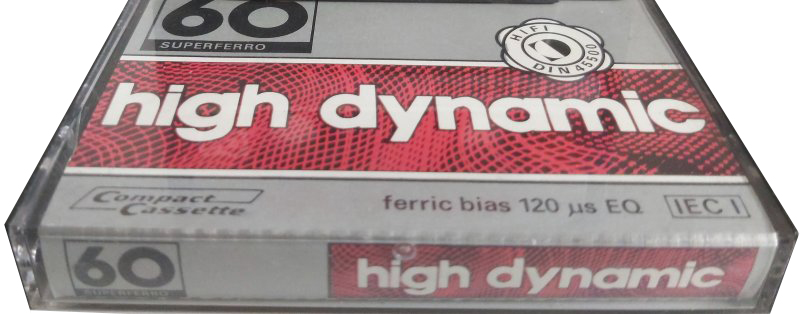 60
SUPERFERRO
HIFI
DIN 45500
high dynamic
Compact
Cassette
ferric bias 120 µs EQ
IEC I
60
SUPERFERRO
high dynamic